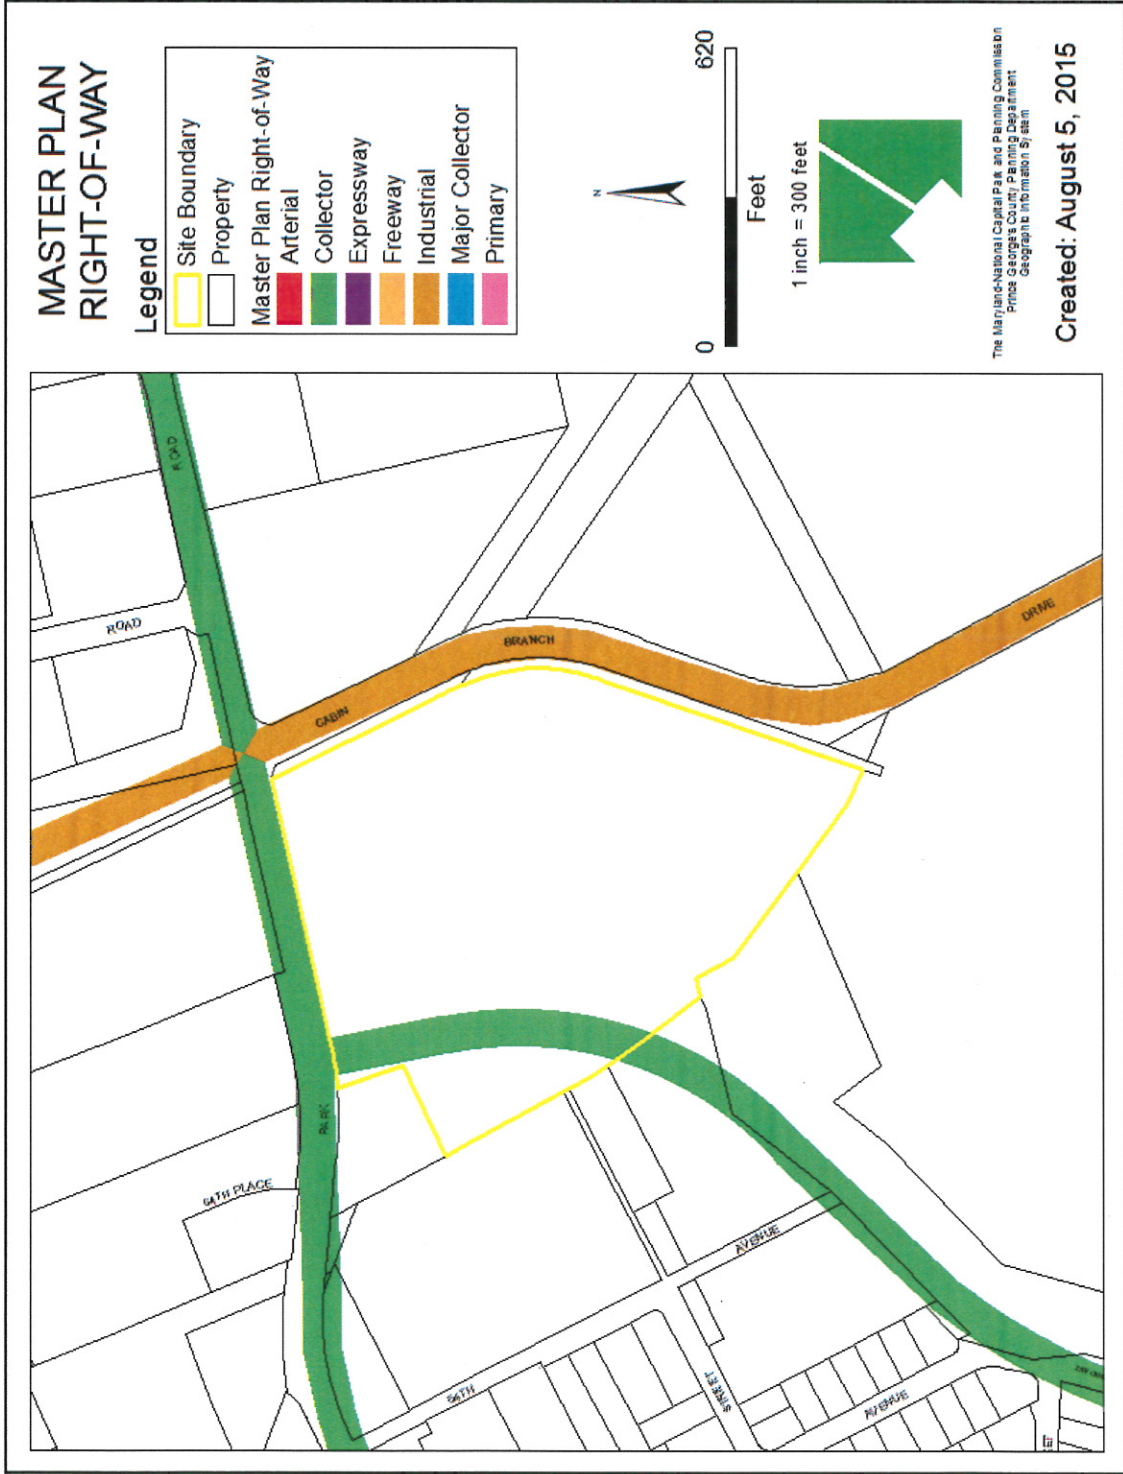 MASTER PLAN
RIGHT-OF-WAY
Legend
Site Boundary
Property
Master Plan Right-of-Way
Arterial
Collector
Expressway
Freeway
Industrial
Major Collector
Primary
N
0 620
Feet
1 inch = 300 feet
The Maryland-National Capital Park and Planning Commission
Prince George's County Planning Department
Geographic Information System
Created: August 5, 2015
ROAD
ROAD
CABIN
BRANCH
DRIVE
PARK
64TH PLACE
AVENUE
64TH
STREET
AVENUE